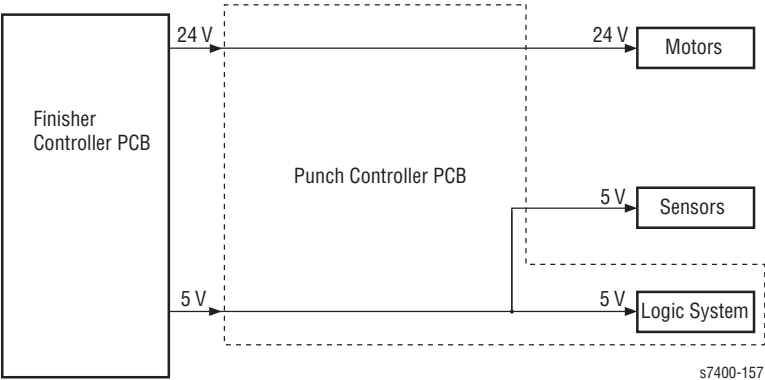 24 V
24 V
Motors
Finisher
Controller PCB
Punch Controller PCB
5 V
Sensors
5 V
5 V
Logic System
s7400-157